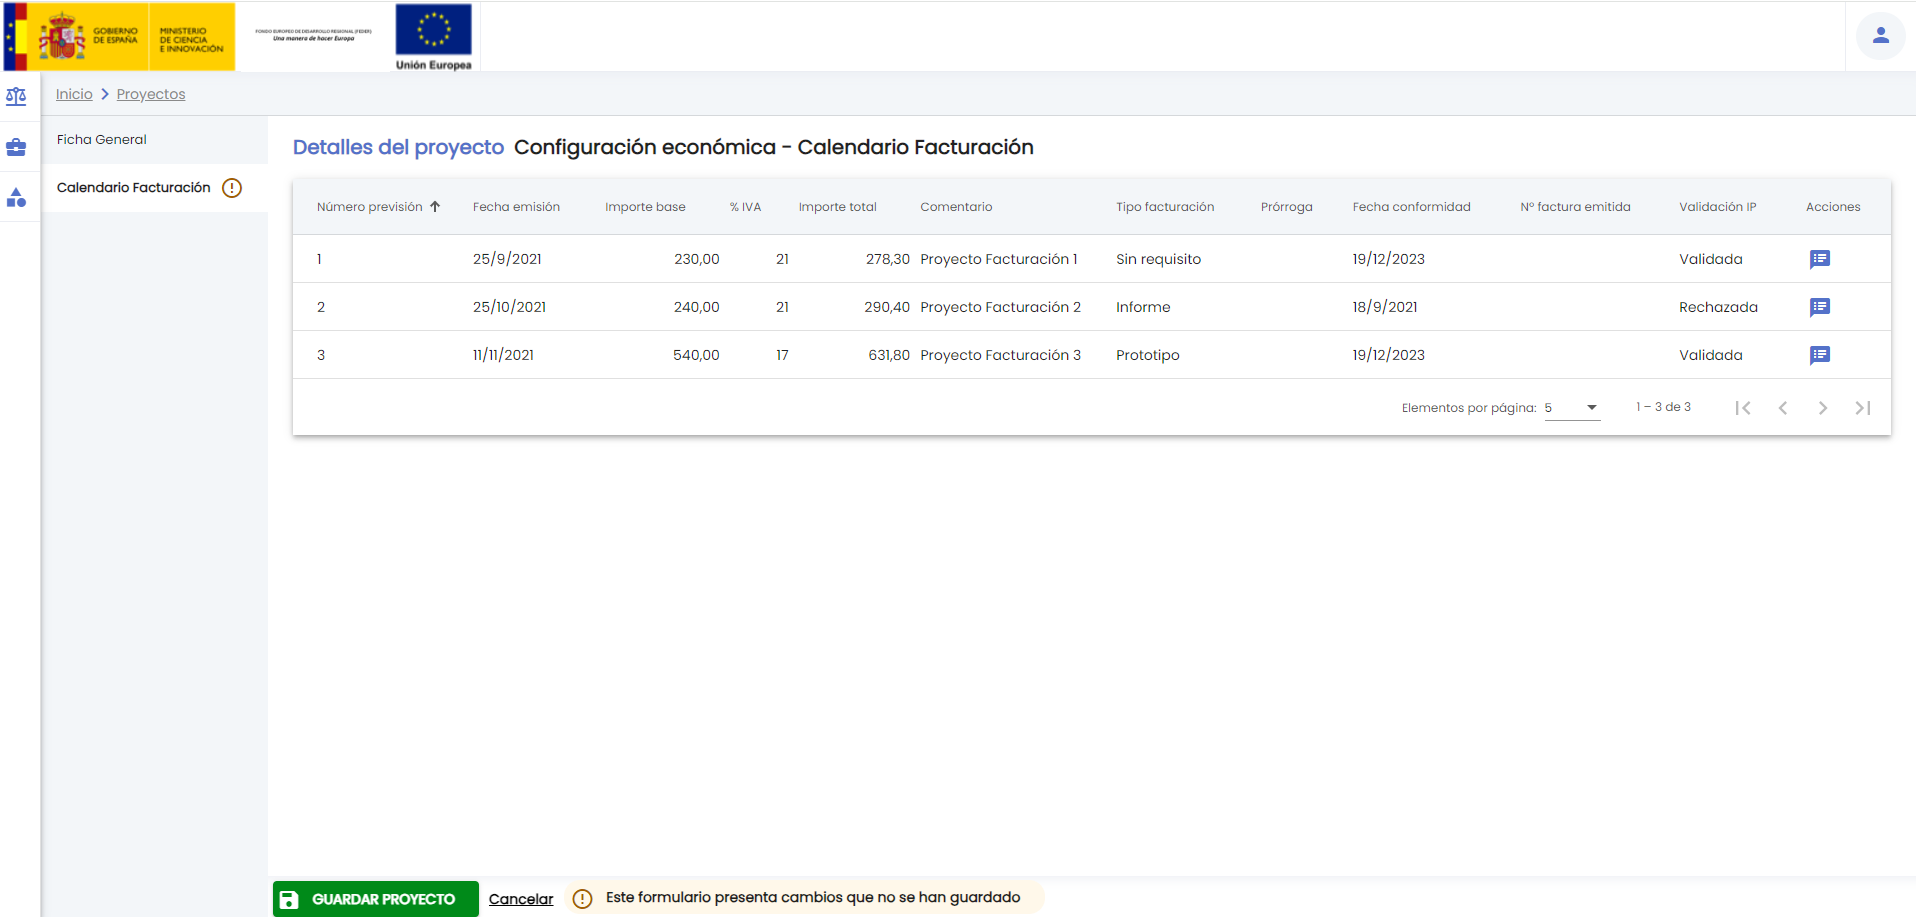 GOBIERNO
DE ESPAÑA
MINISTERIO
DE CIENCIA
E INNOVACIÓN
FONDO EUROPEO DE DESARROLLO REGIONAL (FEDER)
Una manera de hacer Europa
Unión Europea
Inicio Proyectos
Ficha General
Calendario Facturación
Detalles del proyecto Configuración económica - Calendario Facturación
Número previsión Fecha emisión Importe base % IVA Importe total Comentario Tipo facturación Prórroga Fecha conformidad Nº factura emitida Validación IP Acciones
1 25/9/2021 230,00 21 278,30 Proyecto Facturación 1 Sin requisito 19/12/2023 Validada
2 25/10/2021 240,00 21 290,40 Proyecto Facturación 2 Informe 18/9/2021 Rechazada
3 11/11/2021 540,00 17 631,80 Proyecto Facturación 3 Prototipo 19/12/2023 Validada
Elementos por página: 5 1 – 3 de 3
GUARDAR PROYECTO Cancelar Este formulario presenta cambios que no se han guardado